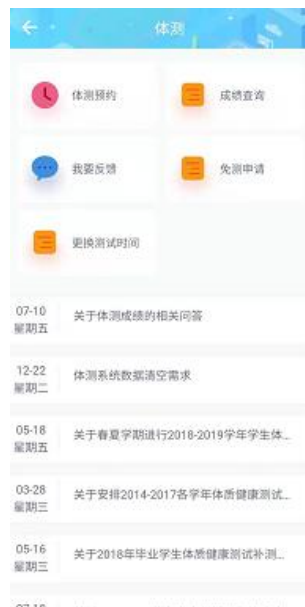 体测
体测预约
成绩查询
我要反馈
免测申请
更换测试时间
07-10
星期五
关于体测成绩的相关问答
12-22
星期二
体测系统数据清空需求
05-18
星期五
关于春夏学期进行2018-2019学年学生体...
03-28
星期三
关于安排2014-2017各学年体质健康测试...
05-16
星期三
关于2018年毕业学生体质健康测试补测...